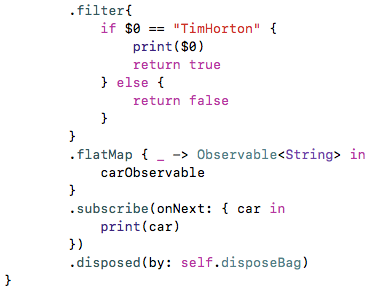 .filter{
if $0 == "TimHorton" {
print($0)
return true
} else {
return false
}
}
.flatMap { _ -> Observable<String> in
carObservable
}
.subscribe(onNext: { car in
print(car)
})
.disposed(by: self.disposeBag)
}